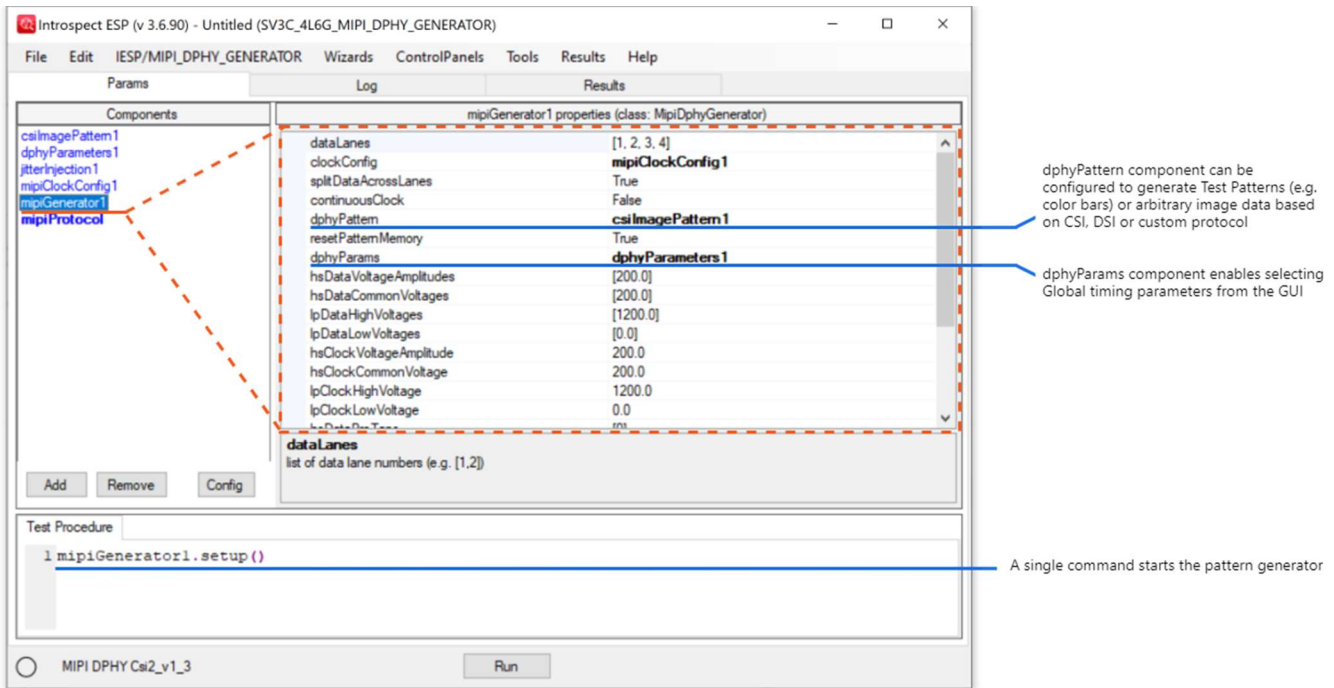 Introspect ESP (v 3.6.90) - Untitled (SV3C_4L6G_MIPI_DPHY_GENERATOR)
File Edit IESP/MIPI_DPHY_GENERATOR Wizards ControlPanels Tools Results Help
Params Log Results
Components
csiImagePattern1
dphyParameters1
jitterInjection1
mipiClockConfig1
mipiGenerator1
mipiProtocol
Add Remove Config
mipiGenerator1 properties (class: MipiDphyGenerator)
dataLanes [1, 2, 3, 4]
clockConfig mipiClockConfig1
splitDataAcrossLanes True
continuousClock False
dphyPattern csiImagePattern1
resetPatternMemory True
dphyParams dphyParameters1
hsDataVoltageAmplitudes [200.0]
hsDataCommonVoltages [200.0]
lpDataHighVoltages [1200.0]
lpDataLowVoltages [0.0]
hsClockVoltageAmplitude 200.0
hsClockCommonVoltage 200.0
lpClockHighVoltage 1200.0
lpClockLowVoltage 0.0
dataLanes
list of data lane numbers (e.g. [1,2])
dphyPattern component can be
configured to generate Test Patterns (e.g.
color bars) or arbitrary image data based
on CSI, DSI or custom protocol
dphyParams component enables selecting
Global timing parameters from the GUI
Test Procedure
1 mipiGenerator1.setup()
A single command starts the pattern generator
MIPI DPHY Csi2_v1_3
Run